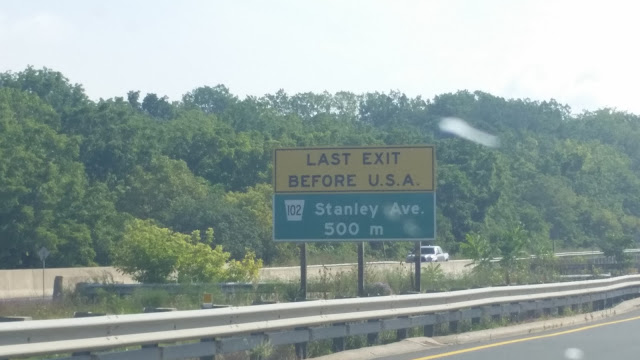 LAST EXIT
BEFORE U.S.A.
102 Stanley Ave.
500 m